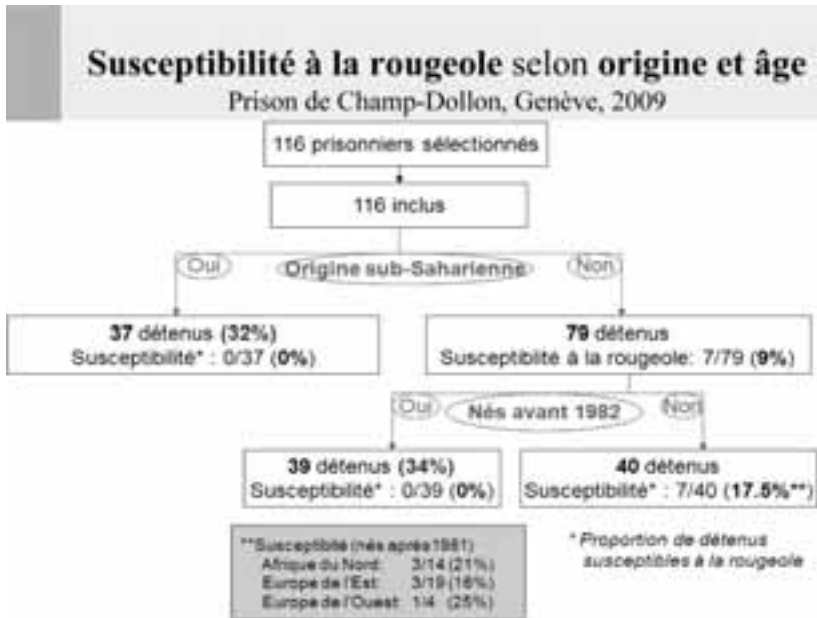 Susceptibilité à la rougeole selon origine et âge
Prison de Champ-Dollon, Genève, 2009
116 prisonniers sélectionnés
116 inclus
Oui
Origine sub-Saharienne
Non
37 détenus (32%)
Susceptibilité* : 0/37 (0%)
79 détenus
Susceptibilté à la rougeole: 7/79 (9%)
Oui
Nés avant 1982
Non
39 détenus (34%)
Susceptibilité* : 0/39 (0%)
40 détenus
Susceptibilité* : 7/40 (17.5%**)
**Susceptibité (nés après 1981)
Afrique du Nord: 3/14 (21%)
Europe de l'Est: 3/19 (16%)
Europe de l'Ouest: 1/4 (25%)
* Proportion de détenus
susceptibles à la rougeole